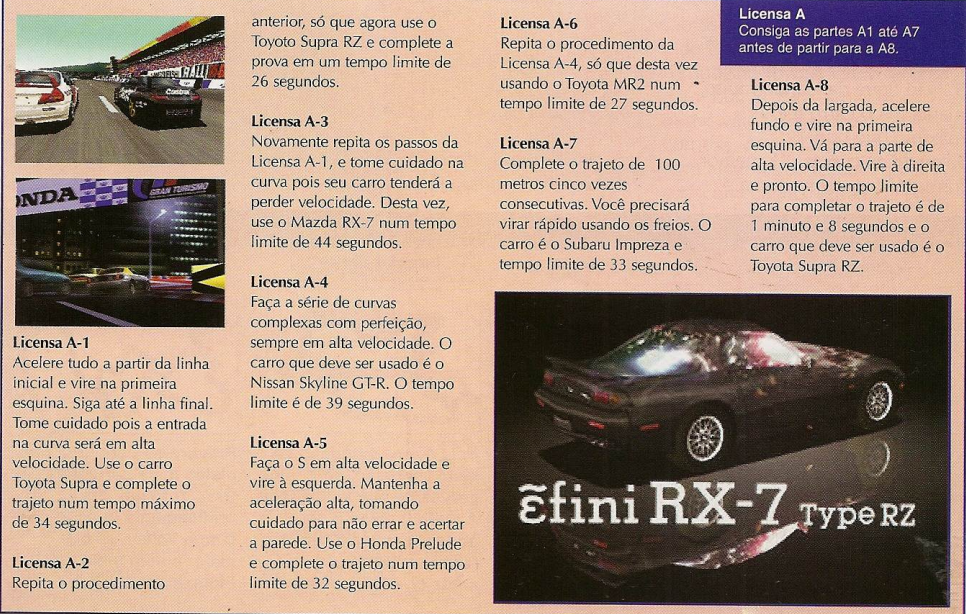 HONDA
GRAN TURISMO
Castrol
Licensa A-1
Acelere tudo a partir da linha
inicial e vire na primeira
esquina. Siga até a linha final.
Tome cuidado pois a entrada
na curva será em alta
velocidade. Use o carro
Toyota Supra e complete o
trajeto num tempo máximo
de 34 segundos.
Licensa A-2
Repita o procedimento
anterior, só que agora use o
Toyoto Supra RZ e complete a
prova em um tempo limite de
26 segundos.
Licensa A-3
Novamente repita os passos da
Licensa A-1, e tome cuidado na
curva pois seu carro tenderá a
perder velocidade. Desta vez,
use o Mazda RX-7 num tempo
limite de 44 segundos.
Licensa A-4
Faça a série de curvas
complexas com perfeição,
sempre em alta velocidade. O
carro que deve ser usado é o
Nissan Skyline GT-R. O tempo
limite é de 39 segundos.
Licensa A-5
Faça o S em alta velocidade e
vire à esquerda. Mantenha a
aceleração alta, tomando
cuidado para não errar e acertar
a parede. Use o Honda Prelude
e complete o trajeto num tempo
limite de 32 segundos.
Licensa A-6
Repita o procedimento da
Licensa A-4, só que desta vez
usando o Toyota MR2 num
tempo limite de 27 segundos.
Licensa A-7
Complete o trajeto de 100
metros cinco vezes
consecutivas. Você precisará
virar rápido usando os freios. O
carro é o Subaru Impreza e
tempo limite de 33 segundos.
Licensa A
Consiga as partes A1 até A7
antes de partir para a A8.
Licensa A-8
Depois da largada, acelere
fundo e vire na primeira
esquina. Vá para a parte de
alta velocidade. Vire à direita
e pronto. O tempo limite
para completar o trajeto é de
1 minuto e 8 segundos e o
carro que deve ser usado é o
Toyota Supra RZ.
ẽfini RX-7 Type RZ